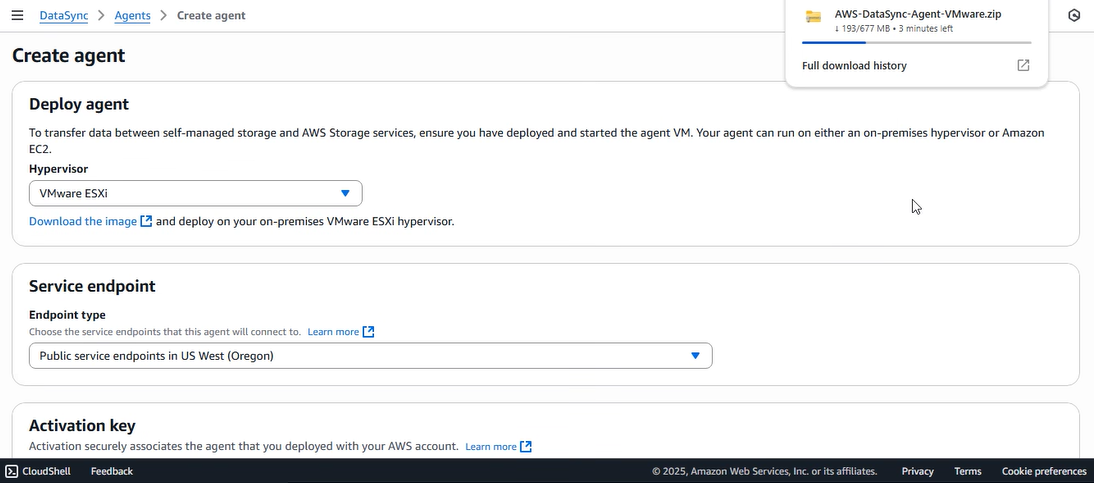 DataSync > Agents > Create agent
AWS-DataSync-Agent-VMware.zip
↓ 193/677 MB • 3 minutes left
Full download history
Create agent
Deploy agent
To transfer data between self-managed storage and AWS Storage services, ensure you have deployed and started the agent VM. Your agent can run on either an on-premises hypervisor or Amazon
EC2.
Hypervisor
VMware ESXi
Download the image and deploy on your on-premises VMware ESXi hypervisor.
Service endpoint
Endpoint type
Choose the service endpoints that this agent will connect to. Learn more
Public service endpoints in US West (Oregon)
Activation key
Activation securely associates the agent that you deployed with your AWS account. Learn more
CloudShell Feedback © 2025, Amazon Web Services, Inc. or its affiliates. Privacy Terms Cookie preferences